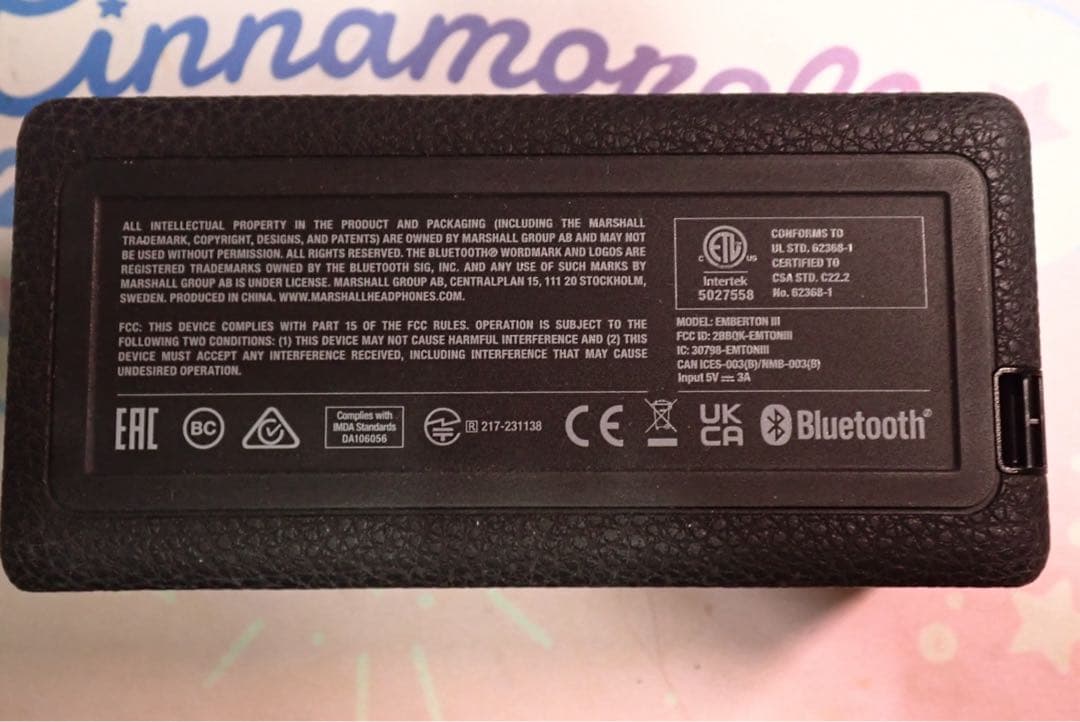 Cinnamoroll
ALL INTELLECTUAL PROPERTY IN THE PRODUCT AND PACKAGING (INCLUDING THE MARSHALL
TRADEMARK, COPYRIGHT, DESIGNS, AND PATENTS) ARE OWNED BY MARSHALL GROUP AB AND MAY NOT
BE USED WITHOUT PERMISSION. ALL RIGHTS RESERVED. THE BLUETOOTH® WORDMARK AND LOGOS ARE
REGISTERED TRADEMARKS OWNED BY THE BLUETOOTH SIG, INC. AND ANY USE OF SUCH MARKS BY
MARSHALL GROUP AB IS UNDER LICENSE. MARSHALL GROUP AB, CENTRALPLAN 15, 111 20 STOCKHOLM,
SWEDEN. PRODUCED IN CHINA. WWW.MARSHALLHEADPHONES.COM.
FCC: THIS DEVICE COMPLIES WITH PART 15 OF THE FCC RULES. OPERATION IS SUBJECT TO THE
FOLLOWING TWO CONDITIONS: (1) THIS DEVICE MAY NOT CAUSE HARMFUL INTERFERENCE AND (2) THIS
DEVICE MUST ACCEPT ANY INTERFERENCE RECEIVED, INCLUDING INTERFERENCE THAT MAY CAUSE
UNDESIRED OPERATION.
C ETL US
Intertek
5027558
CONFORMS TO
UL STD. 62368-1
CERTIFIED TO
CSA STD. C22.2
No. 62368-1
MODEL: EMBERTON III
FCC ID: 2BBQK-EMTONIII
IC: 30798-EMTONIII
CAN ICES-003(B)/NMB-003(B)
Input 5V ⎓ 3A
EAC
BC
Complies with
IMDA Standards
DA106056
R 217-231138
CE
UK
CA
Bluetooth®